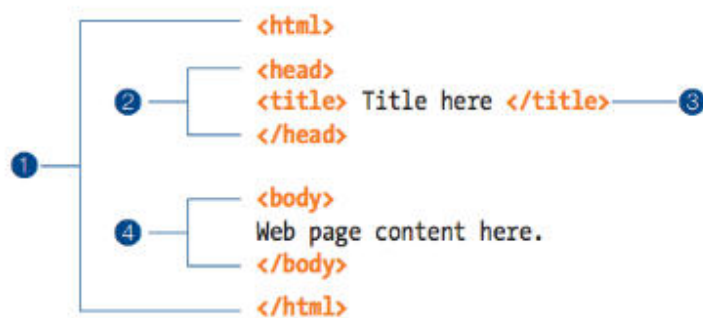 <html>
<head>
2 <title> Title here </title> 3
</head>
1
<body>
4 Web page content here.
</body>
</html>